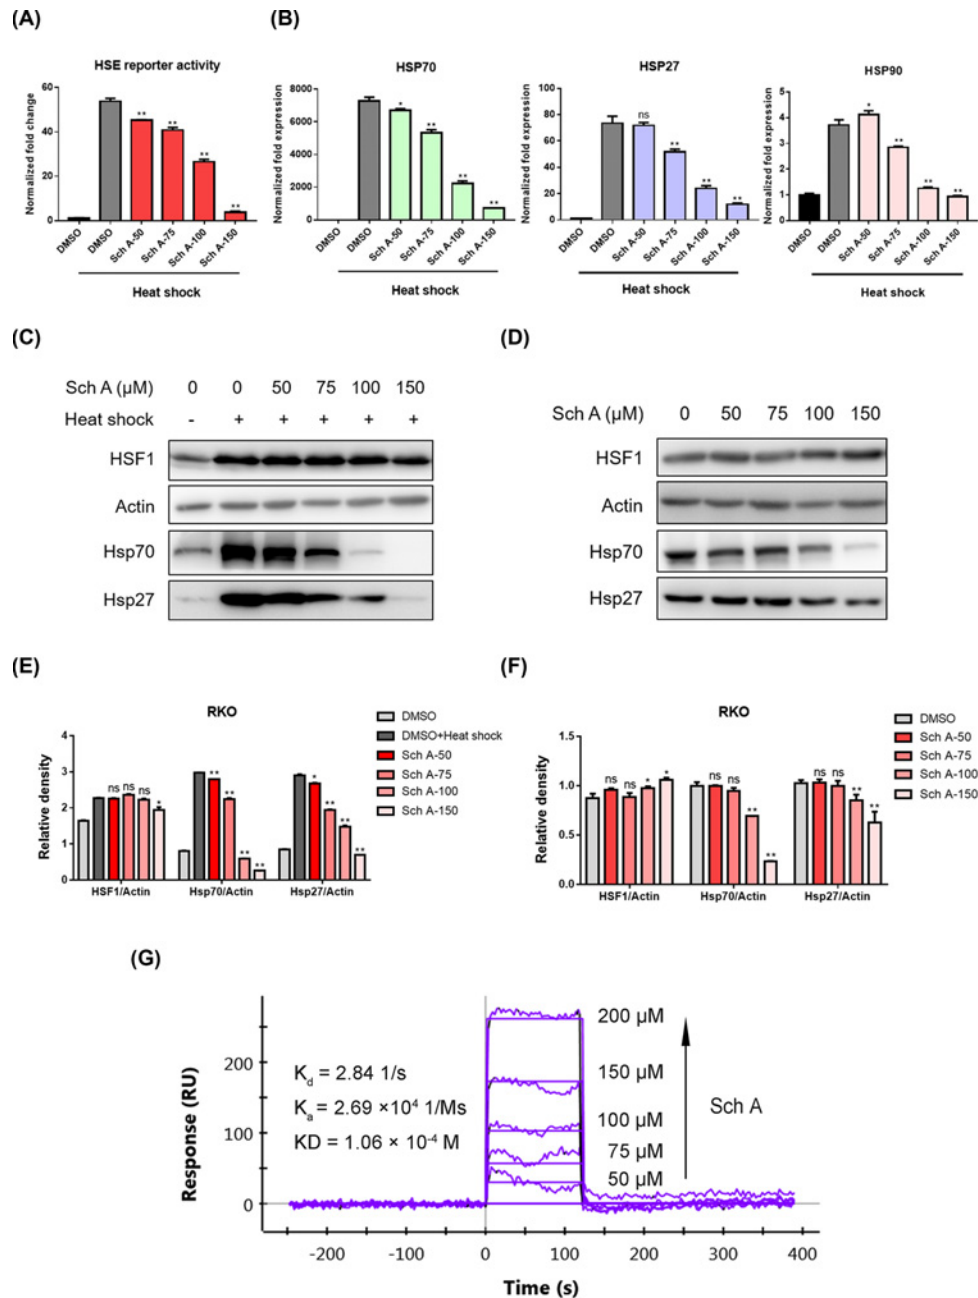 (A)
HSE reporter activity
Normalized fold change
60
40
20
0
DMSO
DMSO
Sch A-50
Sch A-75
Sch A-100
Sch A-150
** ** ** **
Heat shock
(B)
HSP70
Normalized fold expression
8000
6000
4000
2000
0
DMSO
DMSO
Sch A-50
Sch A-75
Sch A-100
Sch A-150
* ** ** **
Heat shock
HSP27
Normalized fold expression
100
80
60
40
20
0
DMSO
DMSO
Sch A-50
Sch A-75
Sch A-100
Sch A-150
ns ** ** **
Heat shock
HSP90
Normalized fold expression
5
4
3
2
1
0
DMSO
DMSO
Sch A-50
Sch A-75
Sch A-100
Sch A-150
* ** ** **
Heat shock
(C)
Sch A (µM) 0 0 50 75 100 150
Heat shock - + + + + +
HSF1
Actin
Hsp70
Hsp27
(D)
Sch A (µM) 0 50 75 100 150
HSF1
Actin
Hsp70
Hsp27
(E)
RKO
Relative density
4
3
2
1
0
ns ns ns *
** ** ** **
* ** ** **
HSF1/Actin Hsp70/Actin Hsp27/Actin
DMSO
DMSO+Heat shock
Sch A-50
Sch A-75
Sch A-100
Sch A-150
(F)
RKO
Relative density
1.5
1.0
0.5
0.0
ns ns * *
ns ns ** **
ns ns ** **
HSF1/Actin Hsp70/Actin Hsp27/Actin
DMSO
Sch A-50
Sch A-75
Sch A-100
Sch A-150
(G)
Response (RU)
200
100
0
Kd = 2.84 1/s
Ka = 2.69 ×10⁴ 1/Ms
KD = 1.06 × 10⁻⁴ M
200 µM
150 µM
100 µM
75 µM
50 µM
Sch A
-200 -100 0 100 200 300 400
Time (s)